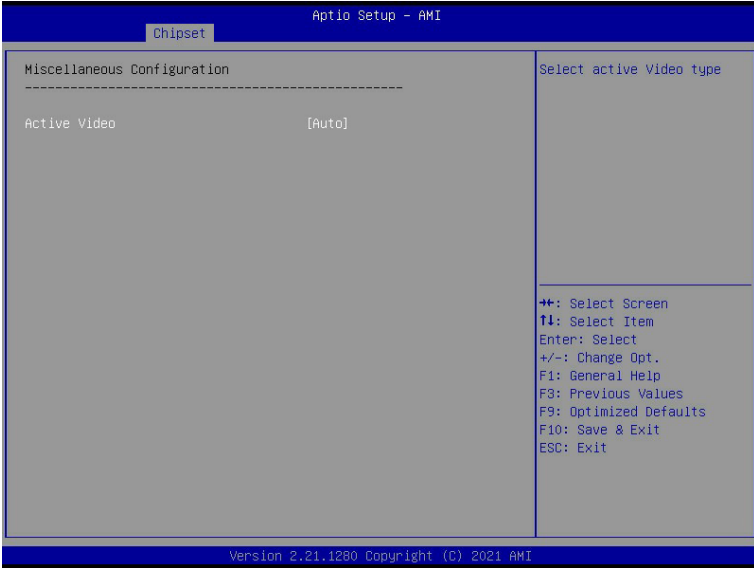 Aptio Setup – AMI
Chipset
Miscellaneous Configuration
--------------------------------------------------
Active Video [Auto]
Select active Video type
→←: Select Screen
↑↓: Select Item
Enter: Select
+/-: Change Opt.
F1: General Help
F3: Previous Values
F9: Optimized Defaults
F10: Save & Exit
ESC: Exit
Version 2.21.1280 Copyright (C) 2021 AMI